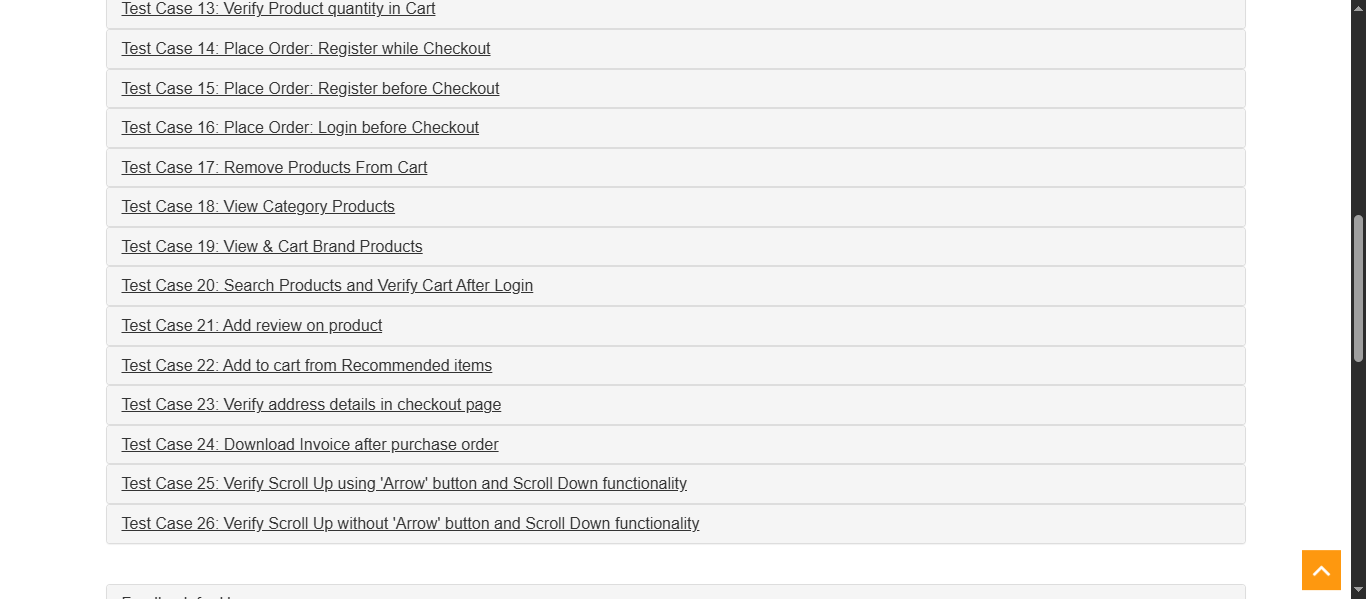 Test Case 13: Verify Product quantity in Cart
Test Case 14: Place Order: Register while Checkout
Test Case 15: Place Order: Register before Checkout
Test Case 16: Place Order: Login before Checkout
Test Case 17: Remove Products From Cart
Test Case 18: View Category Products
Test Case 19: View & Cart Brand Products
Test Case 20: Search Products and Verify Cart After Login
Test Case 21: Add review on product
Test Case 22: Add to cart from Recommended items
Test Case 23: Verify address details in checkout page
Test Case 24: Download Invoice after purchase order
Test Case 25: Verify Scroll Up using 'Arrow' button and Scroll Down functionality
Test Case 26: Verify Scroll Up without 'Arrow' button and Scroll Down functionality